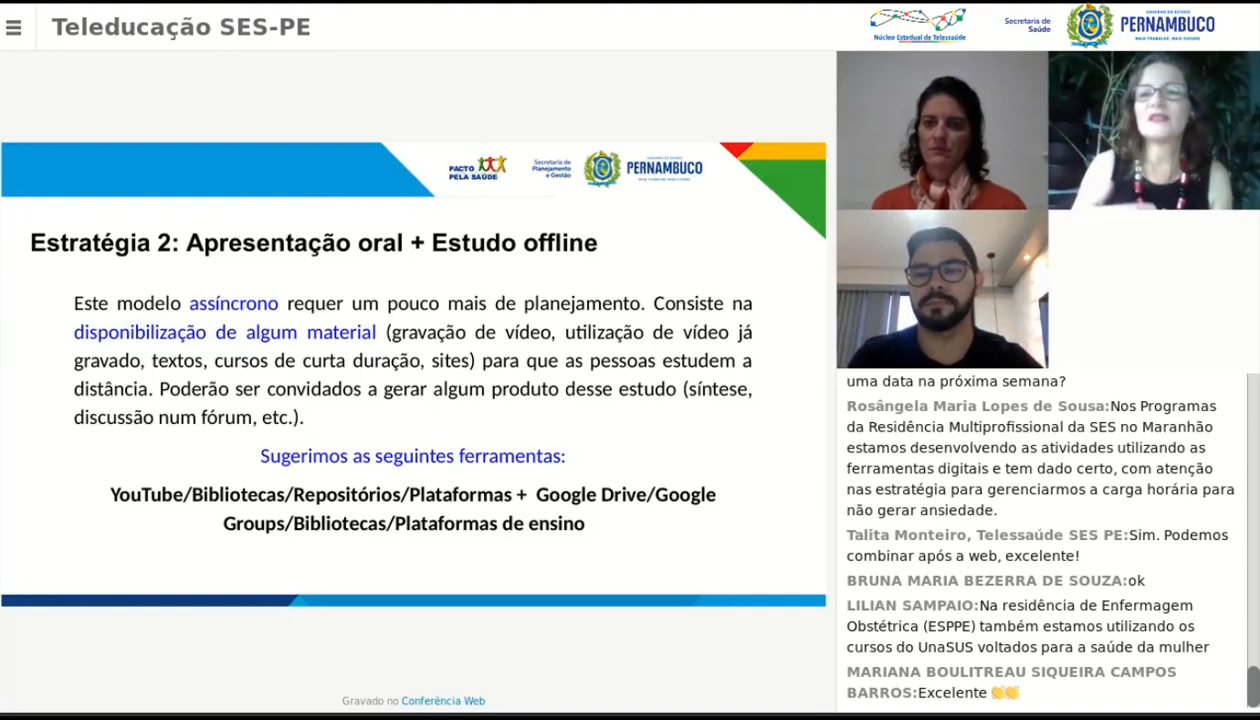 Teleducação SES-PE
Núcleo Estadual de Telessaúde
Secretaria de
Saúde
PERNAMBUCO
MAIS TRABALHO, MAIS FUTURO
PACTO
PELA SAÚDE
Secretaria de
Planejamento
e Gestão
PERNAMBUCO
Estratégia 2: Apresentação oral + Estudo offline
Este modelo assíncrono requer um pouco mais de planejamento. Consiste na
disponibilização de algum material (gravação de vídeo, utilização de vídeo já
gravado, textos, cursos de curta duração, sites) para que as pessoas estudem a
distância. Poderão ser convidados a gerar algum produto desse estudo (síntese,
discussão num fórum, etc.).
Sugerimos as seguintes ferramentas:
YouTube/Bibliotecas/Repositórios/Plataformas + Google Drive/Google
Groups/Bibliotecas/Plataformas de ensino
Gravado no Conferência Web
uma data na próxima semana?
Rosângela Maria Lopes de Sousa:Nos Programas
da Residência Multiprofissional da SES no Maranhão
estamos desenvolvendo as atividades utilizando as
ferramentas digitais e tem dado certo, com atenção
nas estratégia para gerenciarmos a carga horária para
não gerar ansiedade.
Talita Monteiro, Telessaúde SES PE:Sim. Podemos
combinar após a web, excelente!
BRUNA MARIA BEZERRA DE SOUZA:ok
LILIAN SAMPAIO:Na residência de Enfermagem
Obstétrica (ESPPE) também estamos utilizando os
cursos do UnaSUS voltados para a saúde da mulher
MARIANA BOULITREAU SIQUEIRA CAMPOS
BARROS:Excelente 👏👏